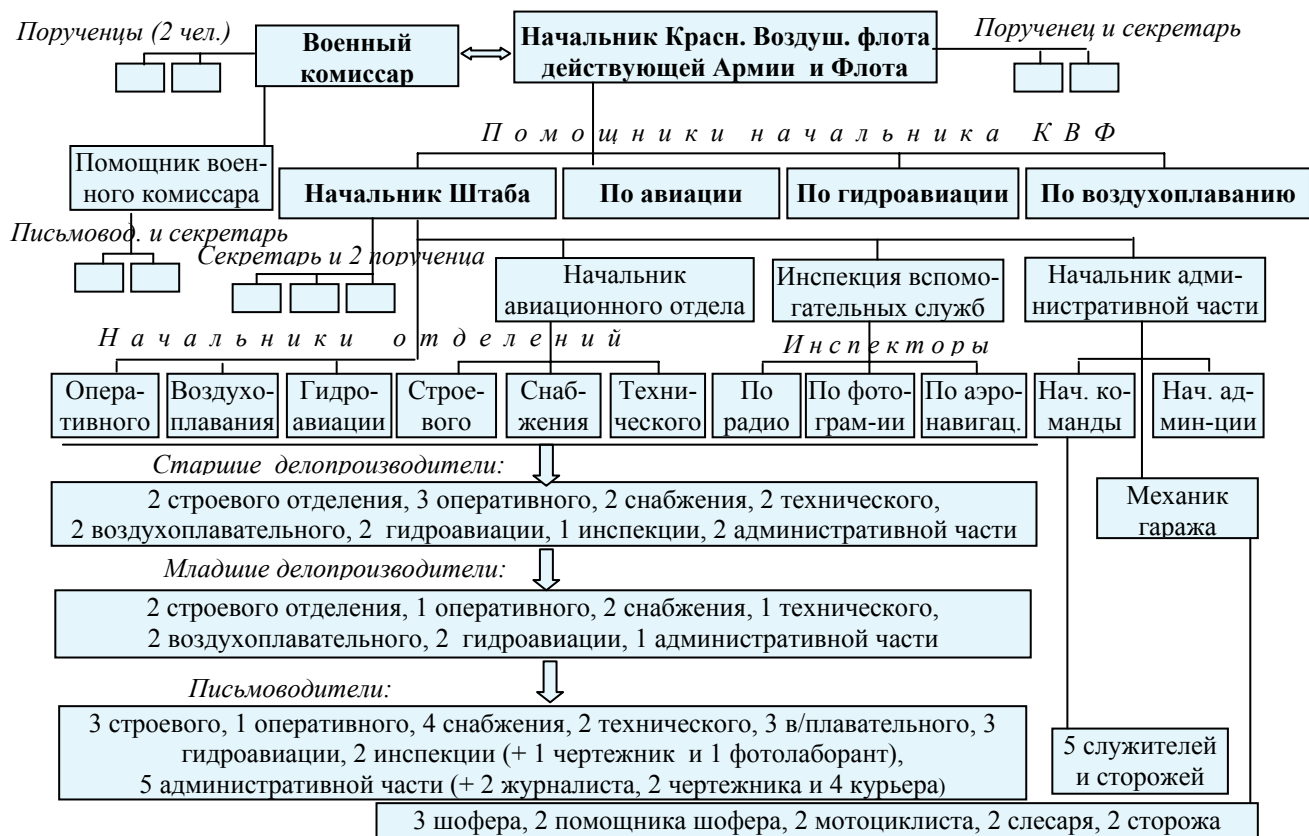 Порученцы (2 чел.)
Военный
комиссар
Начальник Красн. Воздуш. флота
действующей Армии и Флота
Порученец и секретарь
Помощники начальника КВФ
Помощник воен-
ного комиссара
Начальник Штаба
По авиации
По гидроавиации
По воздухоплаванию
Письмовод. и секретарь
Секретарь и 2 порученца
Начальник
авиационного отдела
Инспекция вспомо-
гательных служб
Начальник адми-
нистративной части
Начальники отделений
Инспекторы
Опера-
тивного
Воздухо-
плавания
Гидро-
авиации
Строе-
вого
Снаб-
жения
Техни-
ческого
По
радио
По фото-
грам-ии
По аэро-
навигац.
Нач. ко-
манды
Нач. ад-
мин-ции
Старшие делопроизводители:
2 строевого отделения, 3 оперативного, 2 снабжения, 2 технического,
2 воздухоплавательного, 2 гидроавиации, 1 инспекции, 2 административной части
Механик
гаража
Младшие делопроизводители:
2 строевого отделения, 1 оперативного, 2 снабжения, 1 технического,
2 воздухоплавательного, 2 гидроавиации, 1 административной части
Письмоводители:
3 строевого, 1 оперативного, 4 снабжения, 2 технического, 3 в/плавательного, 3
гидроавиации, 2 инспекции (+ 1 чертежник и 1 фотолаборант),
5 административной части (+ 2 журналиста, 2 чертежника и 4 курьера)
5 служителей
и сторожей
3 шофера, 2 помощника шофера, 2 мотоциклиста, 2 слесаря, 2 сторожа